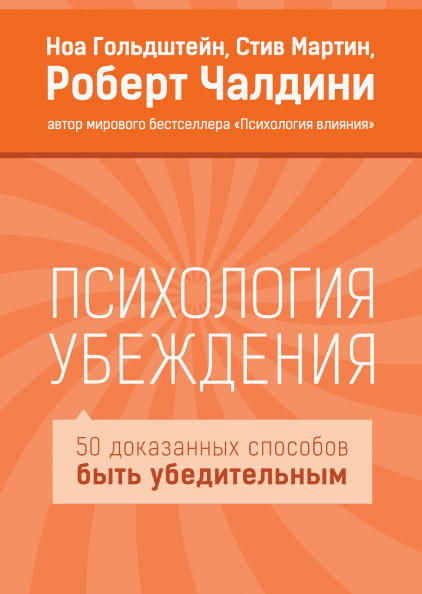 Ноа Гольдштейн, Стив Мартин,
Роберт Чалдини
автор мирового бестселлера «Психология влияния»
ПСИХОЛОГИЯ
УБЕЖДЕНИЯ
50 доказанных способов
быть убедительным